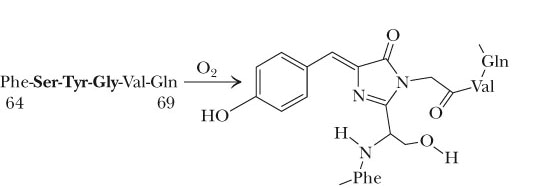 O
O₂
N
Gln
Phe-Ser-Tyr-Gly-Val-Gln
Val
64 69
N
O
HO
H
O
H
N
Phe